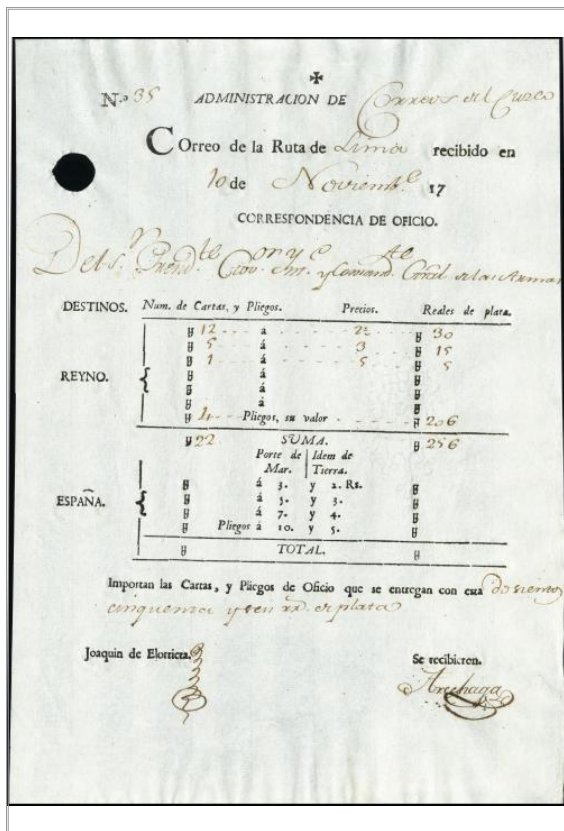 N.º 35 ADMINISTRACION DE Correos del Cuzco
COrreo de la Ruta de Lima recibido en
10 de Noviemb.e 17
CORRESPONDENCIA DE OFICIO.
Del S.r
DESTINOS. Num. de Cartas, y Pliegos. Precios. Reales de plata.
12 a 2½ 30
5 á 3 15
1 á 5 5
REYNO. á
á
á
4 Pliegos, su valor 206
22 SUMA. 256
Porte de Idem de
Mar. Tierra.
á 3. y 2. Rs.
ESPAÑA. á 5. y 3.
á 7. y 4.
Pliegos á 10. y 5.
TOTAL.
Importan las Cartas, y Pliegos de Oficio que se entregan con esta doscientos
cinquenta y seis rr.s de plata
Joaquin de Elorrieta. Se recibieron.
Arechaga